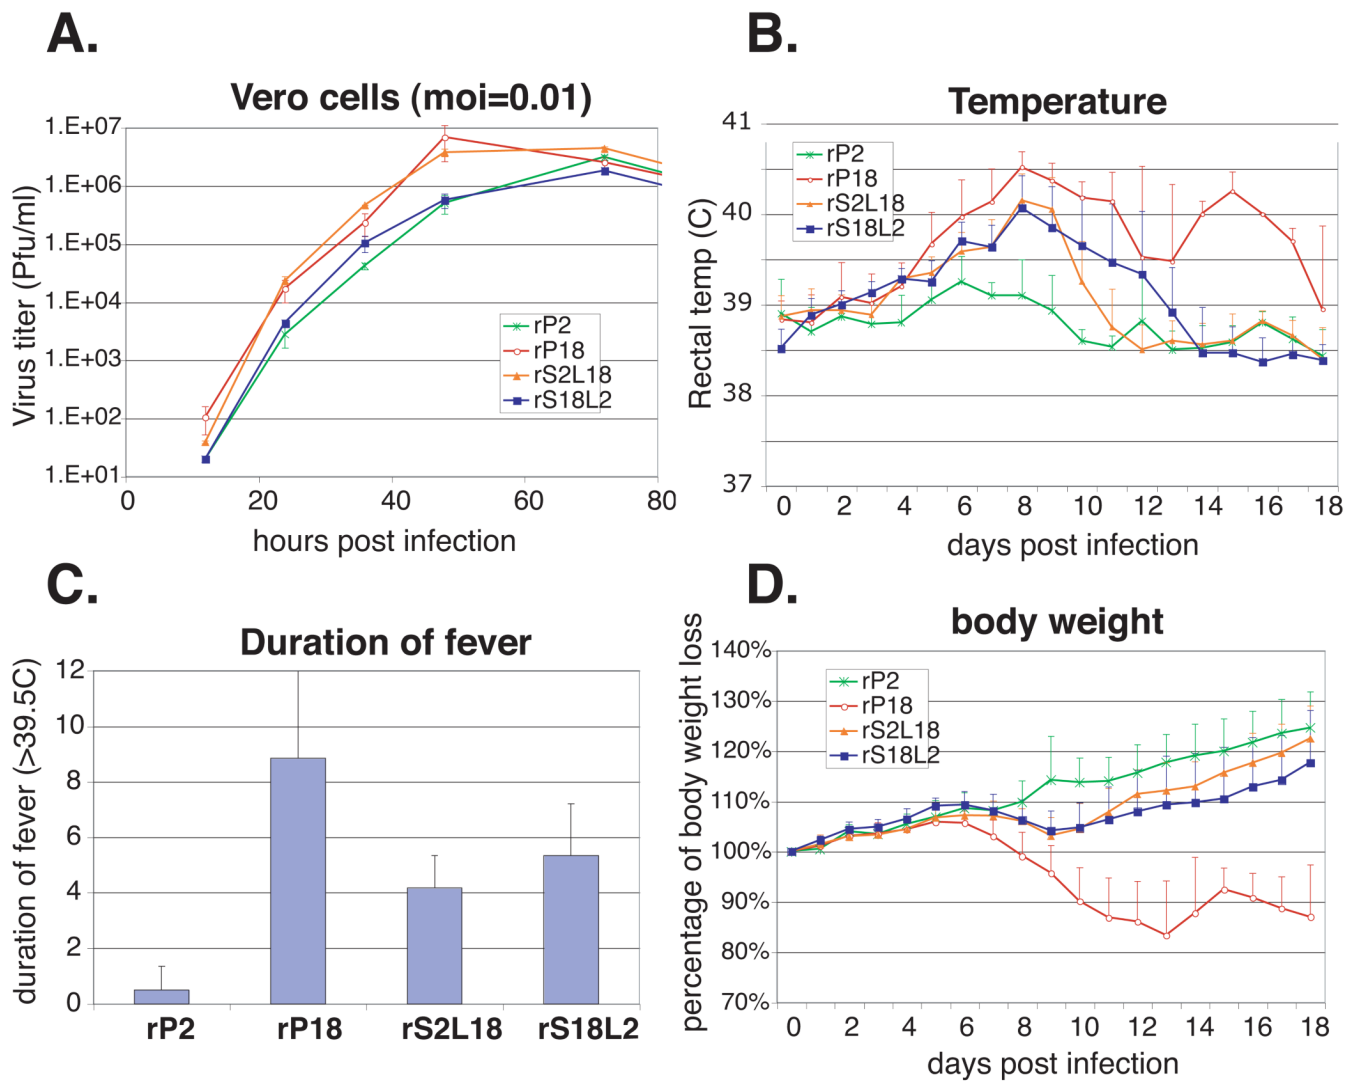 A.
Vero cells (moi=0.01)
Virus titer (Pfu/ml)
1.E+07
1.E+06
1.E+05
1.E+04
1.E+03
1.E+02
1.E+01
0 20 40 60 80
hours post infection
rP2
rP18
rS2L18
rS18L2
B.
Temperature
Rectal temp (C)
41
40
39
38
37
0 2 4 6 8 10 12 14 16 18
days post infection
rP2
rP18
rS2L18
rS18L2
C.
Duration of fever
duration of fever (>39.5C)
12
10
8
6
4
2
0
rP2 rP18 rS2L18 rS18L2
D.
body weight
percentage of body weight loss
140%
130%
120%
110%
100%
90%
80%
70%
0 2 4 6 8 10 12 14 16 18
days post infection
rP2
rP18
rS2L18
rS18L2